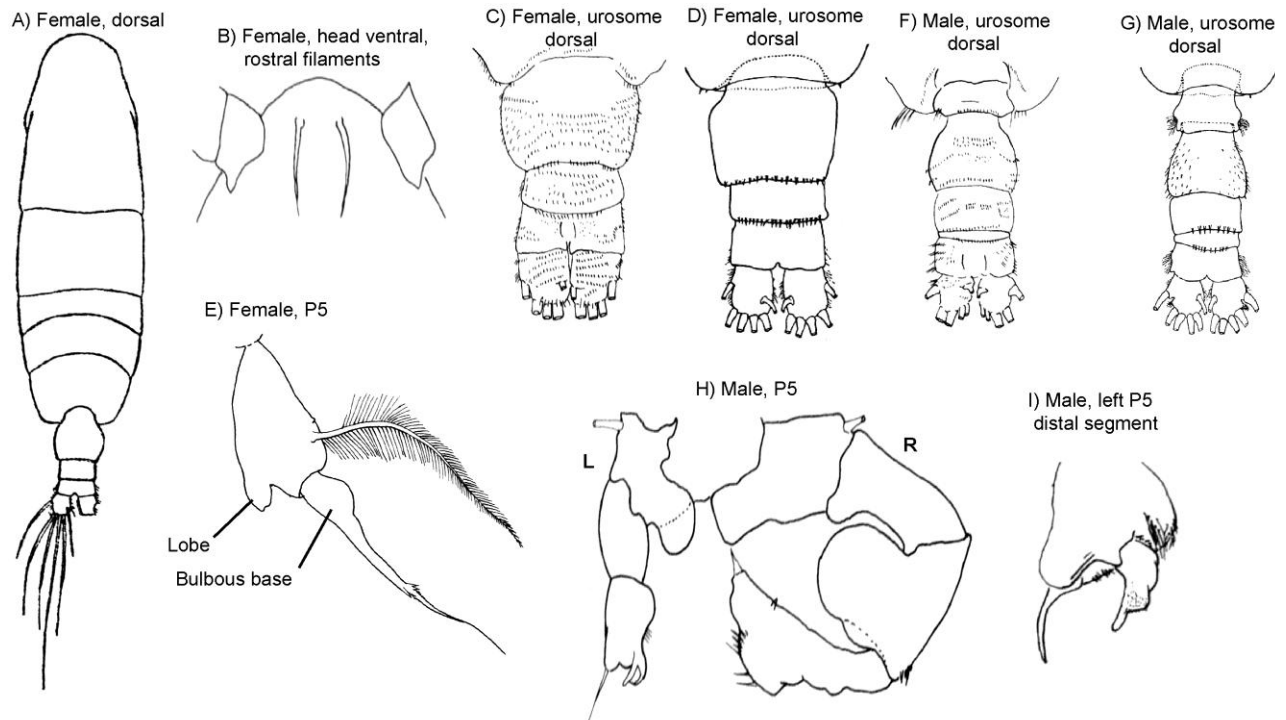 A) Female, dorsal
B) Female, head ventral,
rostral filaments
C) Female, urosome
dorsal
D) Female, urosome
dorsal
F) Male, urosome
dorsal
G) Male, urosome
dorsal
E) Female, P5
Lobe
Bulbous base
H) Male, P5
L
R
I) Male, left P5
distal segment